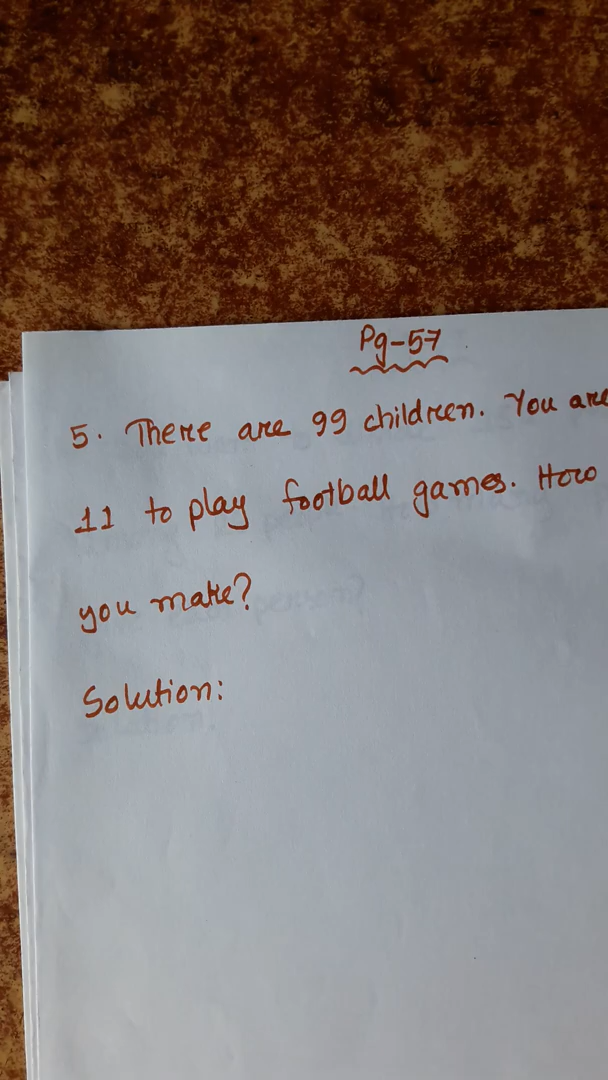 Pg-57
5. There are 99 children. You are
11 to play football games. How
you make?
Solution: